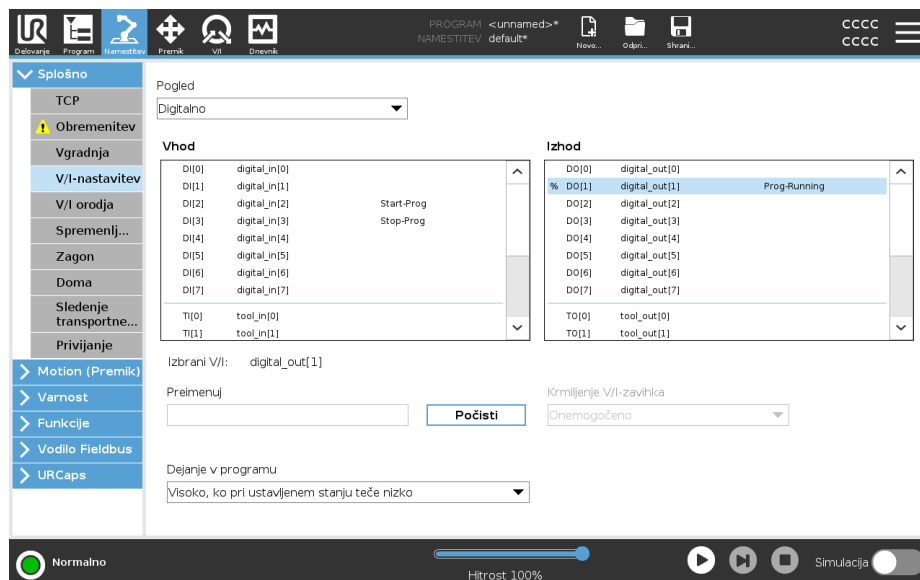 PROGRAM <unnamed>*
NAMESTITEV default*
CCCC
CCCC
Delovanje Program Namestitev Premik V/I Dnevnik Novo... Odpri... Shrani...
Splošno
TCP
Obremenitev
Vgradnja
V/I-nastavitev
V/I orodja
Spremenlj...
Zagon
Doma
Sledenje
transportne...
Privijanje
Motion (Premik)
Varnost
Funkcije
Vodilo Fieldbus
URCaps
Pogled
Digitalno
Vhod
DI[0] digital_in[0]
DI[1] digital_in[1]
DI[2] digital_in[2] Start-Prog
DI[3] digital_in[3] Stop-Prog
DI[4] digital_in[4]
DI[5] digital_in[5]
DI[6] digital_in[6]
DI[7] digital_in[7]
TI[0] tool_in[0]
TI[1] tool_in[1]
Izhod
DO[0] digital_out[0]
% DO[1] digital_out[1] Prog-Running
DO[2] digital_out[2]
DO[3] digital_out[3]
DO[4] digital_out[4]
DO[5] digital_out[5]
DO[6] digital_out[6]
DO[7] digital_out[7]
TO[0] tool_out[0]
TO[1] tool_out[1]
Izbrani V/I: digital_out[1]
Preimenuj
Počisti
Krmiljenje V/I-zavihka
Onemogočeno
Dejanje v programu
Visoko, ko pri ustavljenem stanju teče nizko
Normalno
Hitrost 100%
Simulacija